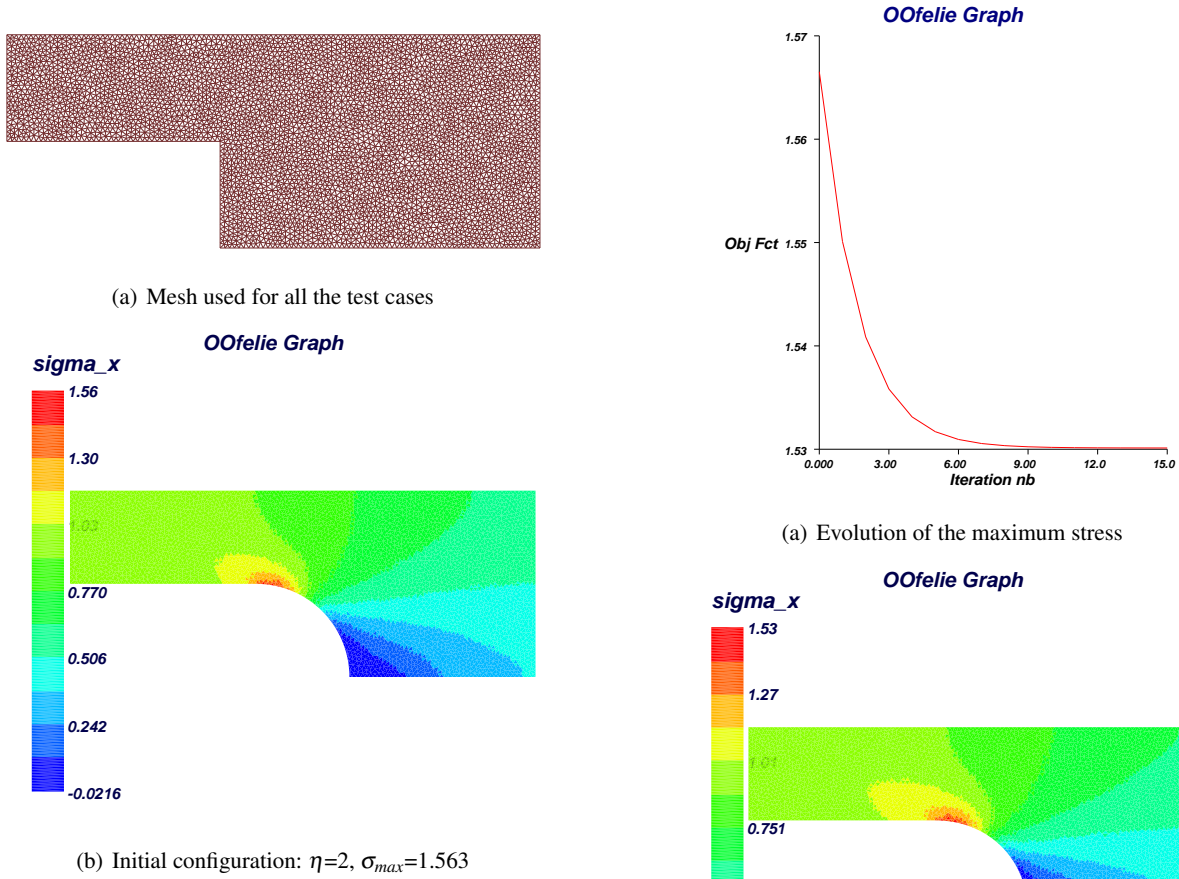 (a) Mesh used for all the test cases
OOfelie Graph
sigma_x
1.56
1.30
1.03
0.770
0.506
0.242
-0.0216
(b) Initial configuration: η=2, σmax=1.563
OOfelie Graph
1.57
1.56
1.55
Obj Fct
1.54
1.53
0.000 3.00 6.00 9.00 12.0 15.0
Iteration nb
(a) Evolution of the maximum stress
OOfelie Graph
sigma_x
1.53
1.27
1.01
0.751